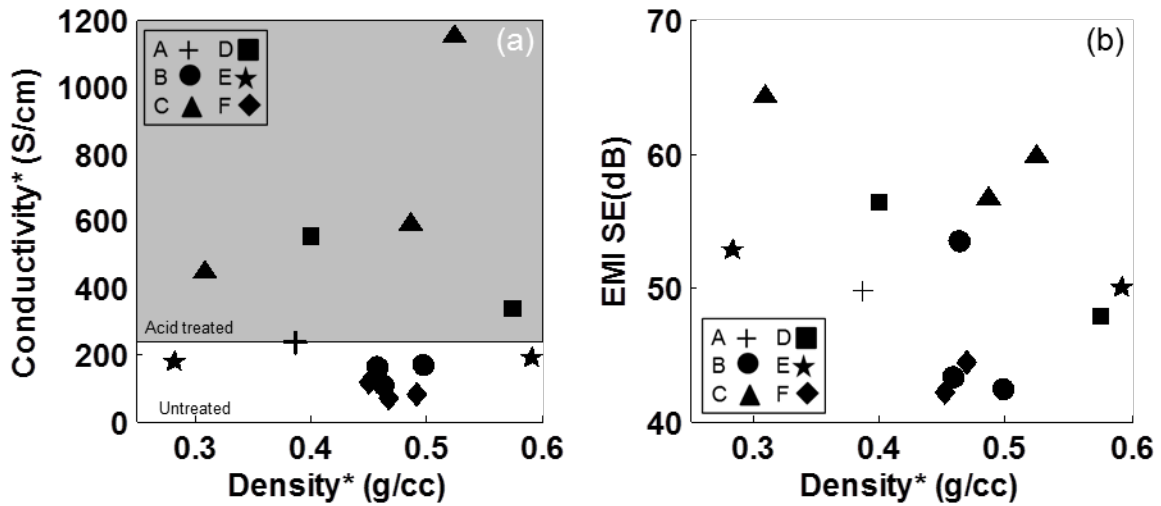 (a)
1200
1000
800
600
400
200
0
Conductivity* (S/cm)
A D
B E
C F
Acid treated
Untreated
0.3 0.4 0.5 0.6
Density* (g/cc)
(b)
70
60
50
40
EMI SE(dB)
A D
B E
C F
0.3 0.4 0.5 0.6
Density* (g/cc)